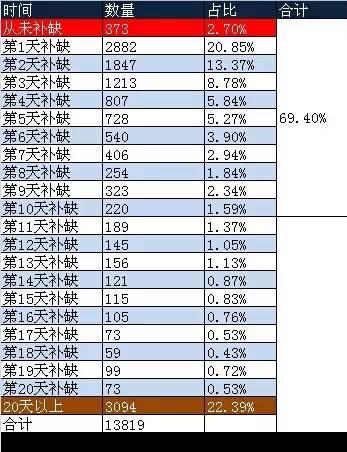 时间 数量 占比 合计
从未补缺 373 2.70%
第1天补缺 2882 20.85%
第2天补缺 1847 13.37%
第3天补缺 1213 8.78%
第4天补缺 807 5.84%
第5天补缺 728 5.27% 69.40%
第6天补缺 540 3.90%
第7天补缺 406 2.94%
第8天补缺 254 1.84%
第9天补缺 323 2.34%
第10天补缺 220 1.59%
第11天补缺 189 1.37%
第12天补缺 145 1.05%
第13天补缺 156 1.13%
第14天补缺 121 0.87%
第15天补缺 115 0.83%
第16天补缺 105 0.76%
第17天补缺 73 0.53%
第18天补缺 59 0.43%
第19天补缺 99 0.72%
第20天补缺 73 0.53%
20天以上 3094 22.39%
合计 13819